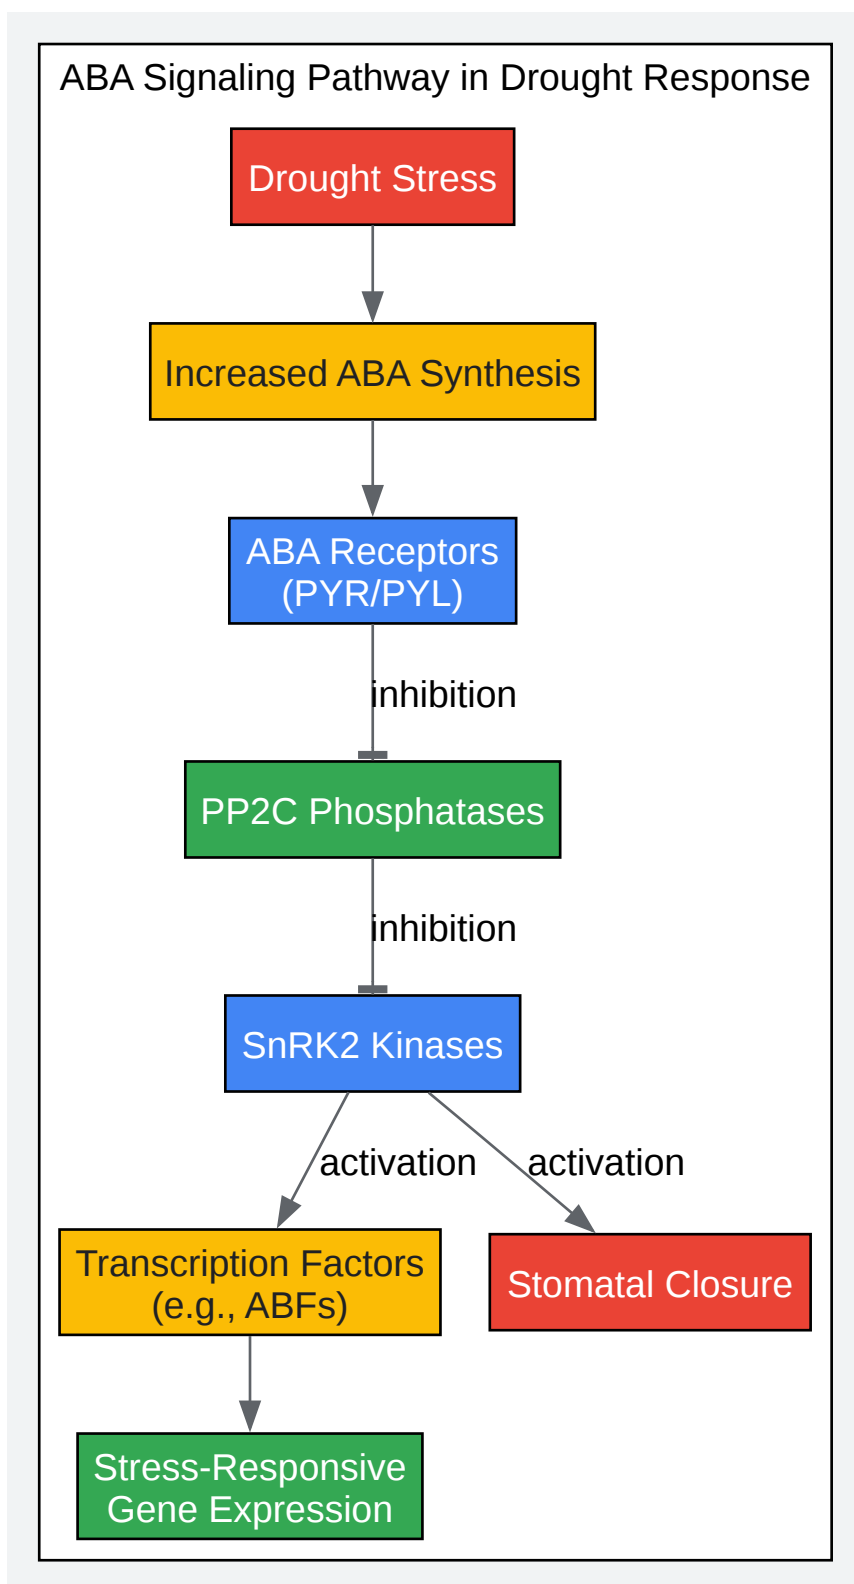 ABA Signaling Pathway in Drought Response
Drought Stress
Increased ABA Synthesis
ABA Receptors
(PYR/PYL)
inhibition
PP2C Phosphatases
inhibition
SnRK2 Kinases
activation
activation
Transcription Factors
(e.g., ABFs)
Stomatal Closure
Stress-Responsive
Gene Expression